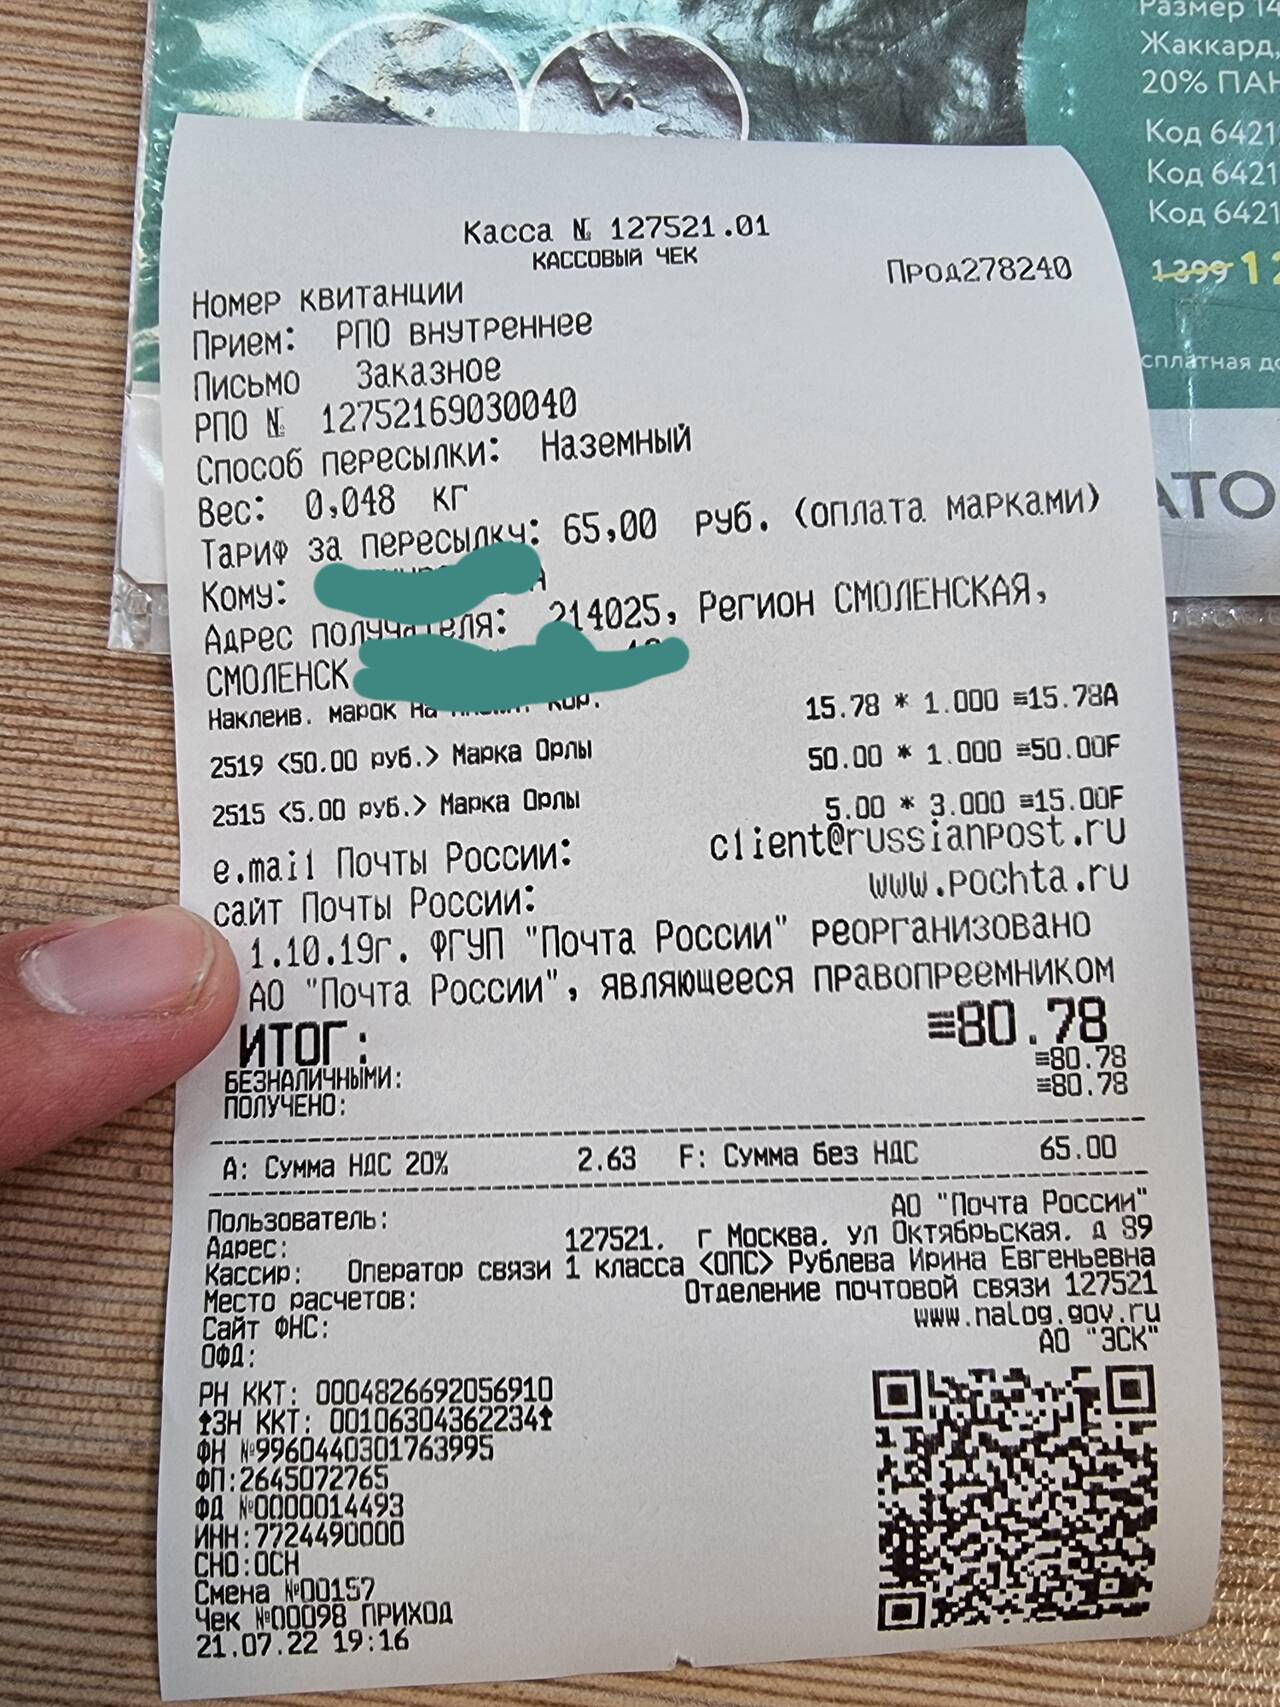 Размер 14
Жаккард,
20% ПАН
Код 6421
Код 6421
Код 6421
1399 12
сплатная до
АТО
Касса № 127521.01
КАССОВЫЙ ЧЕК
Номер квитанции Прод278240
Прием: РПО внутреннее
Письмо Заказное
РПО № 12752169030040
Способ пересылки: Наземный
Вес: 0,048 кг
Тариф за пересылку: 65,00 руб. (оплата марками)
Кому:
Адрес получателя: 214025, Регион СМОЛЕНСКАЯ,
СМОЛЕНСК
Наклеив. марок на кор. 15.78 * 1.000 ≡15.78А
2519 <50.00 руб.> Марка Орлы 50.00 * 1.000 ≡50.00F
2515 <5.00 руб.> Марка Орлы 5.00 * 3.000 ≡15.00F
e.mail Почты России: client@russianpost.ru
сайт Почты России: www.pochta.ru
1.10.19г. ФГУП "Почта России" реорганизовано
АО "Почта России", являющееся правопреемником
ИТОГ: ≡80.78
БЕЗНАЛИЧНЫМИ: ≡80.78
ПОЛУЧЕНО: ≡80.78
А: Сумма НДС 20% 2.63 F: Сумма без НДС 65.00
Пользователь: АО "Почта России"
Адрес: 127521, г Москва, ул Октябрьская, д 89
Кассир: Оператор связи 1 класса <ОПС> Рублева Ирина Евгеньевна
Место расчетов: Отделение почтовой связи 127521
Сайт ФНС: www.nalog.gov.ru
ОФД: АО "ЭСК"
РН ККТ: 0004826692056910
ЗН ККТ: 00106304362234
ФН №9960440301763995
ФП:2645072765
ФД №0000014493
ИНН:7724490000
СНО:ОСН
Смена №00157
Чек №00098 ПРИХОД
21.07.22 19:16